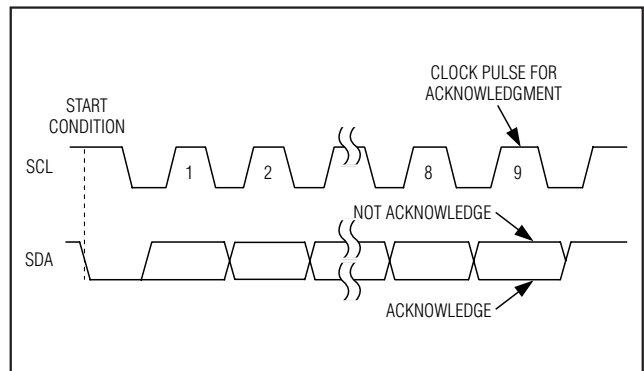 CLOCK PULSE FOR
ACKNOWLEDGMENT
START
CONDITION
SCL
1
2
8
9
NOT ACKNOWLEDGE
SDA
ACKNOWLEDGE